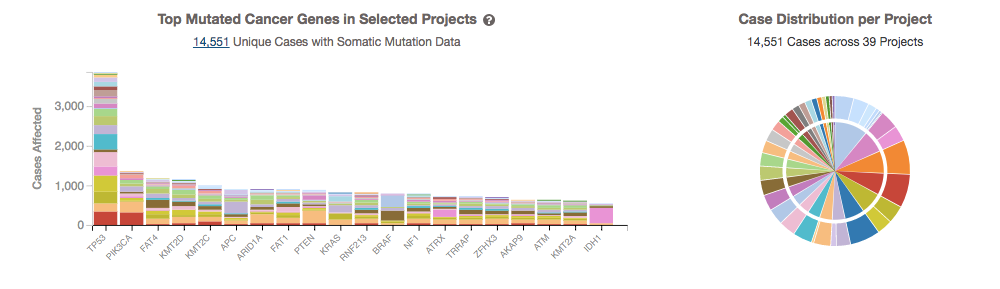 Top Mutated Cancer Genes in Selected Projects ?
14,551 Unique Cases with Somatic Mutation Data
Cases Affected
3,000
2,000
1,000
0
TP53
PIK3CA
FAT4
KMT2D
KMT2C
APC
ARID1A
FAT1
PTEN
KRAS
RNF213
BRAF
NF1
ATRX
TRRAP
ZFHX3
AKAP9
ATM
KMT2A
IDH1
Case Distribution per Project
14,551 Cases across 39 Projects